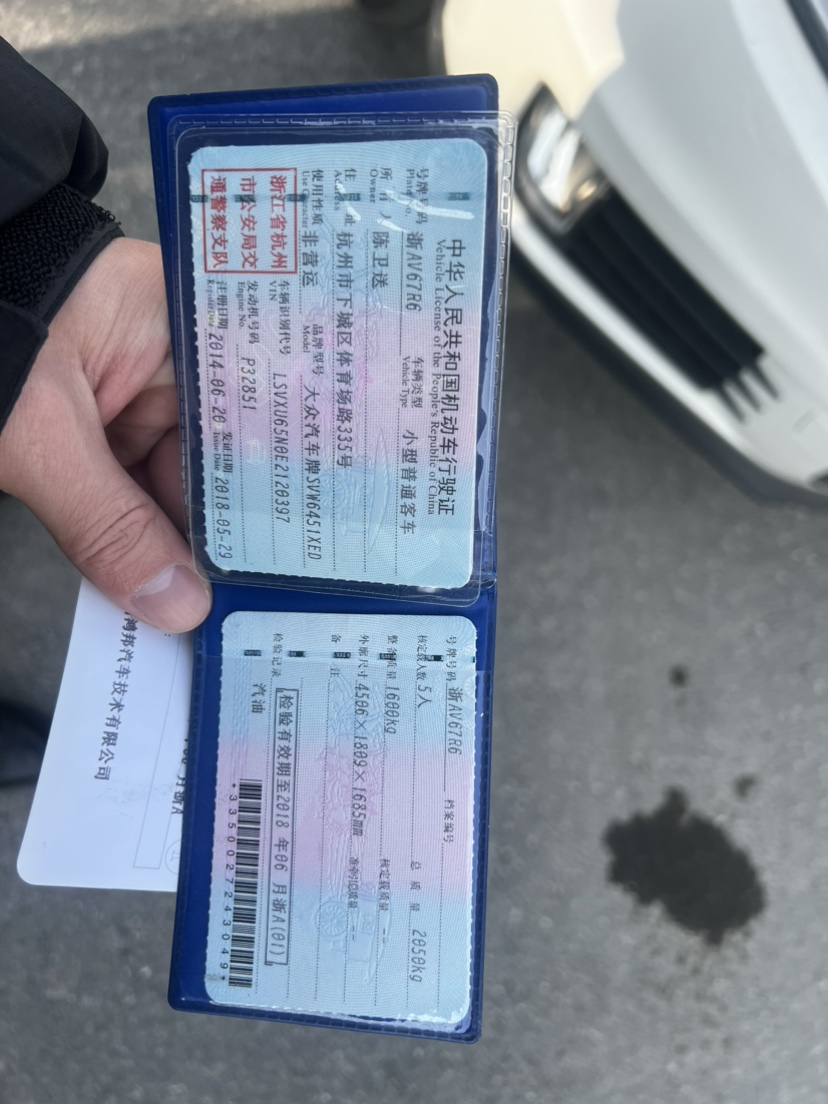 中华人民共和国机动车行驶证
Vehicle License of the People's Republic of China
号牌号码 浙AV67R6 车辆类型 小型普通客车
Plate No. Vehicle Type
所 有 人 陈卫送
Owner
住 址 杭州市下城区体育场路335号
Address
使用性质 非营运 品牌型号 大众汽车牌SVW6451XED
Use Character Model
浙江省杭州
市公安局交
通警察支队
车辆识别代号 LSVXU65N0E2120397
VIN
发动机号码 P32851
Engine No.
注册日期 2014-06-20 发证日期 2018-05-29
Register Date Issue Date
号牌号码 浙AV67R6 档案编号
核定载人数 5人 总 质 量 2050kg
整备质量 1600kg 核定载质量 --
外廓尺寸 4506×1809×1685mm 准牵引总质量 --
备 注
检验记录 检验有效期至2018 年06 月浙A(01)
汽油
*3350027243049*
鸿邦汽车技术有限公司
月浙A